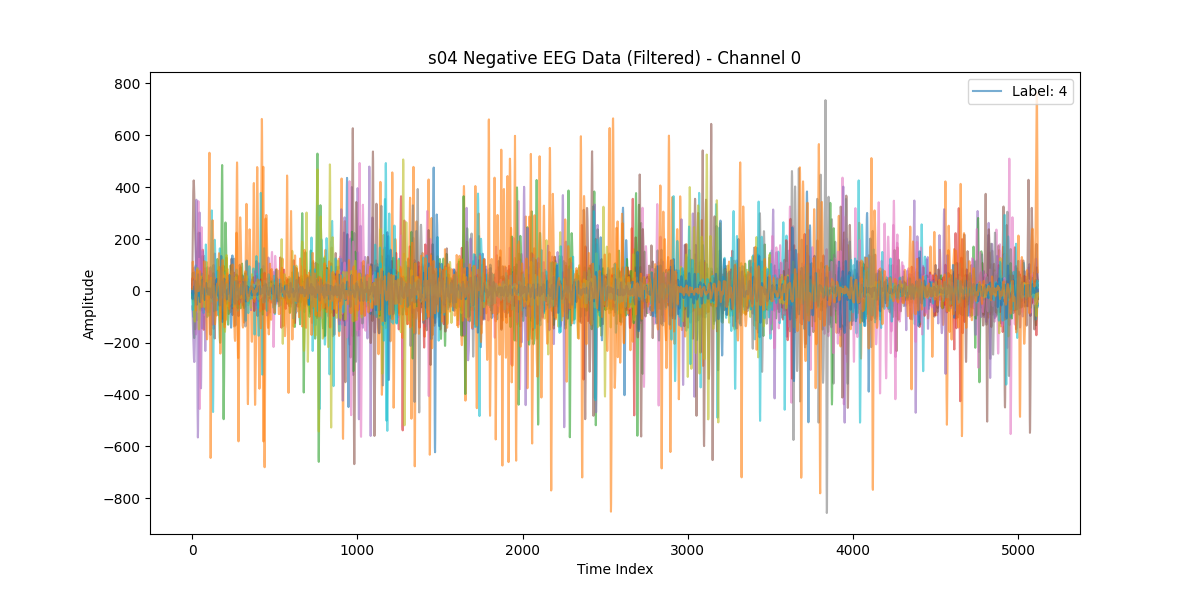 s04 Negative EEG Data (Filtered) - Channel 0
Label: 4
Amplitude
800
600
400
200
0
−200
−400
−600
−800
0 1000 2000 3000 4000 5000
Time Index